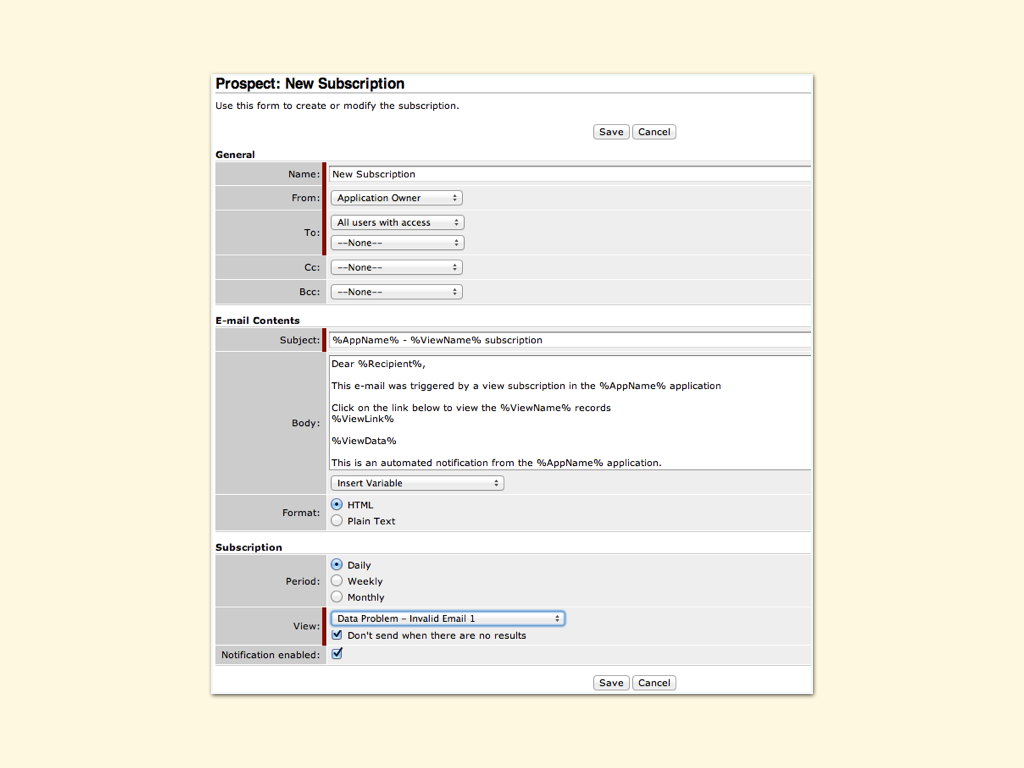 Prospect: New Subscription
Use this form to create or modify the subscription.
Save Cancel
General
Name: New Subscription
From: Application Owner
To: All users with access
--None--
Cc: --None--
Bcc: --None--
E-mail Contents
Subject: %AppName% - %ViewName% subscription
Body: Dear %Recipient%,
This e-mail was triggered by a view subscription in the %AppName% application
Click on the link below to view the %ViewName% records
%ViewLink%
%ViewData%
This is an automated notification from the %AppName% application.
Insert Variable
Format: HTML
Plain Text
Subscription
Period: Daily
Weekly
Monthly
View: Data Problem - Invalid Email 1
Don't send when there are no results
Notification enabled:
Save Cancel